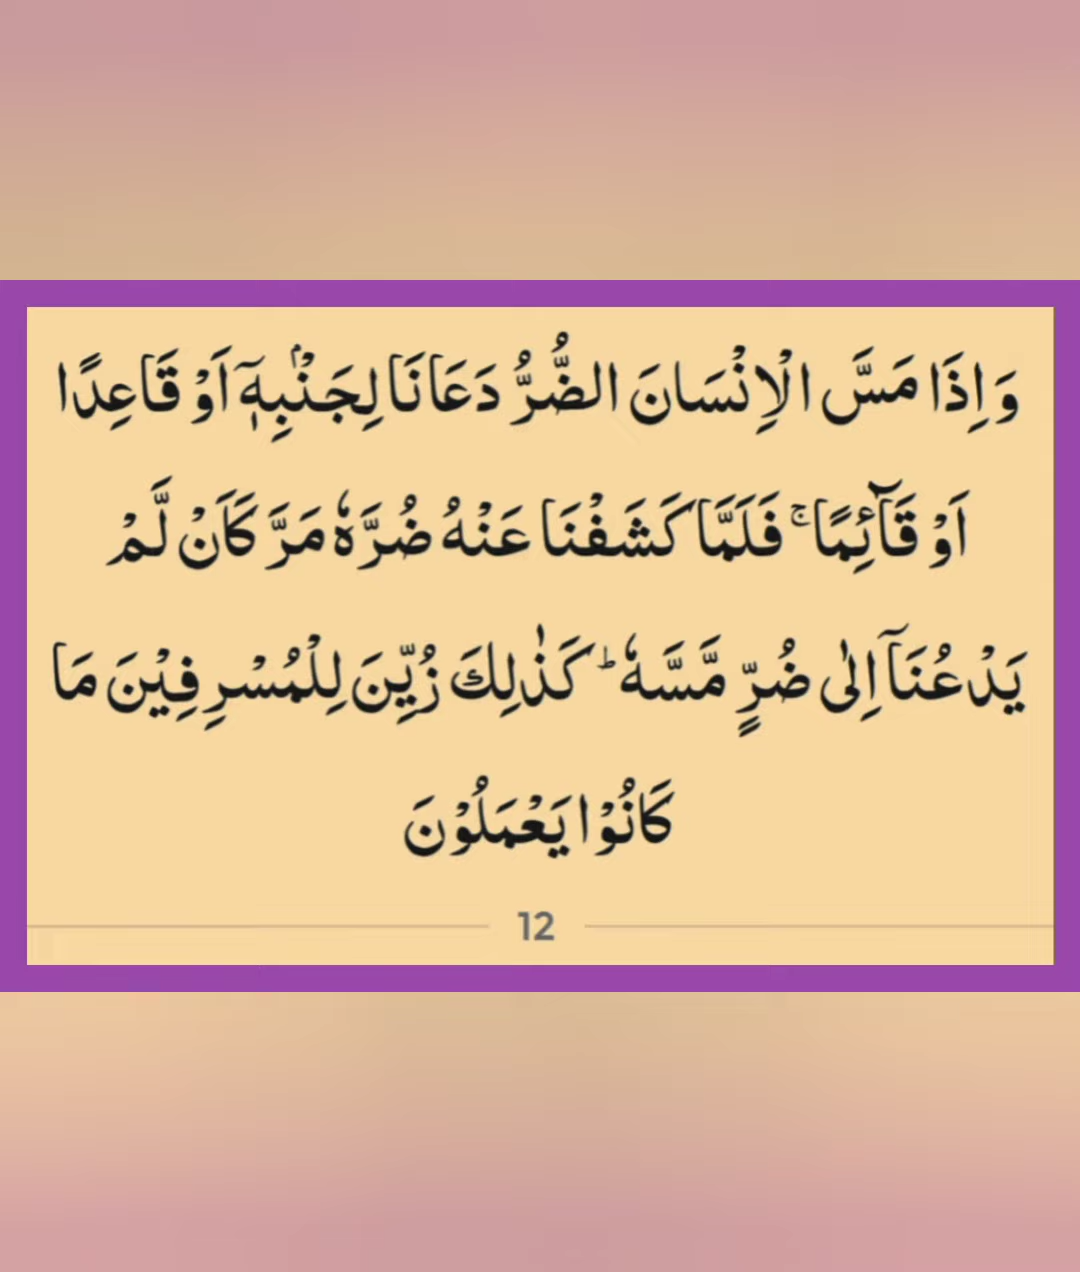 وَ اِذَا مَسَّ الْاِنْسَانَ الضُّرُّ دَعَانَا لِجَنْۢبِهٖۤ اَوْ قَاعِدًا
اَوْ قَآئِمًا ۚ فَلَمَّا كَشَفْنَا عَنْهُ ضُرَّهٗ مَرَّ كَاَنْ لَّمْ
يَدْعُنَاۤ اِلٰى ضُرٍّ مَّسَّهٗ ؕ كَذٰلِكَ زُيِّنَ لِلْمُسْرِفِيْنَ مَا
كَانُوْا يَعْمَلُوْنَ
12